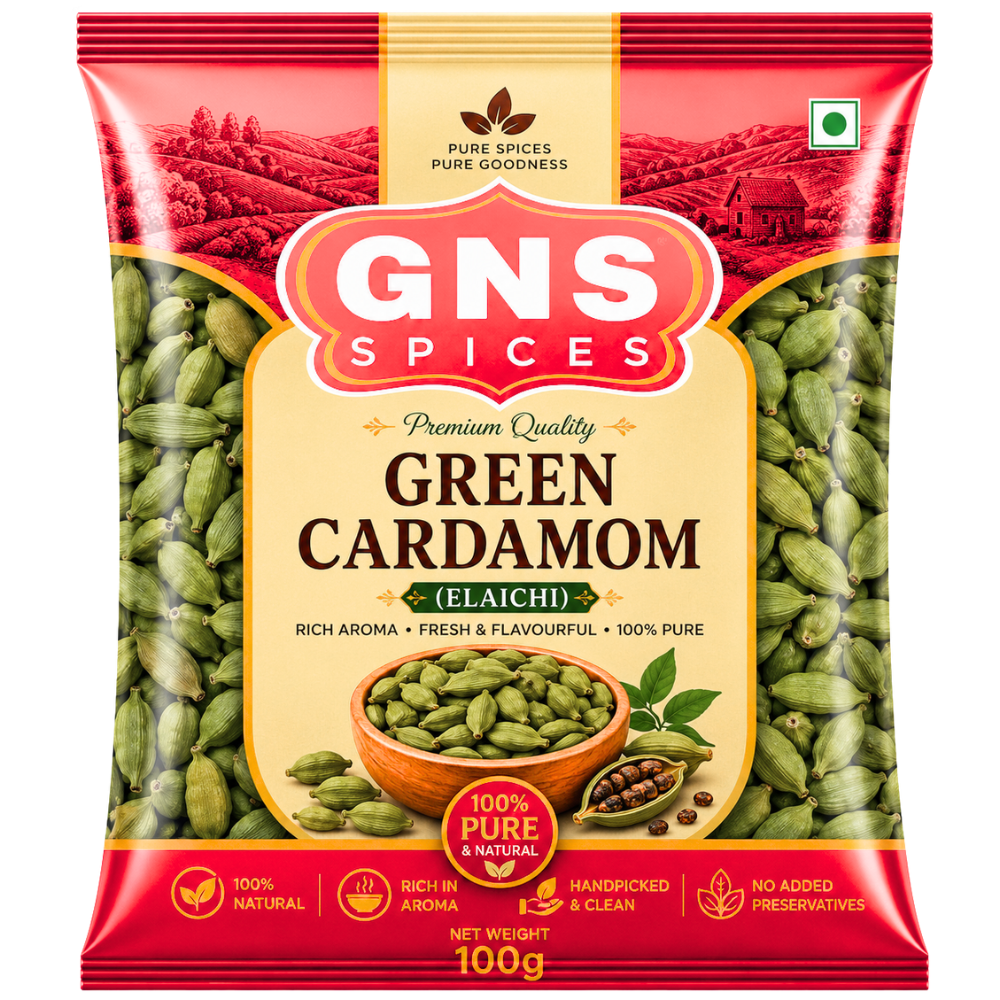 PURE SPICES
PURE GOODNESS
GNS
SPICES
Premium Quality
GREEN
CARDAMOM
(ELAICHI)
RICH AROMA • FRESH & FLAVOURFUL • 100% PURE
100%
PURE
& NATURAL
100%
NATURAL
RICH IN
AROMA
HANDPICKED
& CLEAN
NO ADDED
PRESERVATIVES
NET WEIGHT
100g